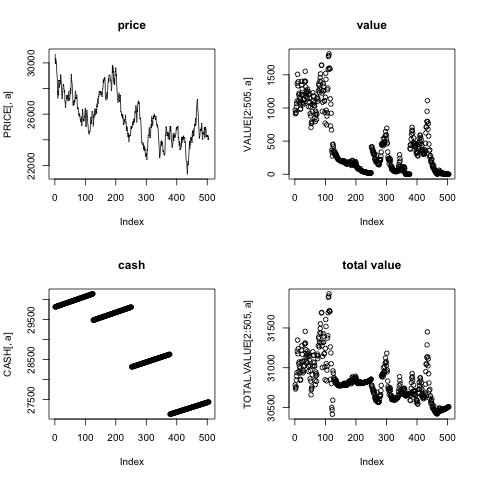 price
PRICE[, a]
22000 24000 26000 30000
0 100 200 300 400 500
Index
value
VALUE[2:505, a]
0 500 1000 1500
0 100 200 300 400 500
Index
cash
CASH[, a]
27500 28500 29500
0 100 200 300 400 500
Index
total value
TOTAL.VALUE[2:505, a]
30500 31000 31500
0 100 200 300 400 500
Index